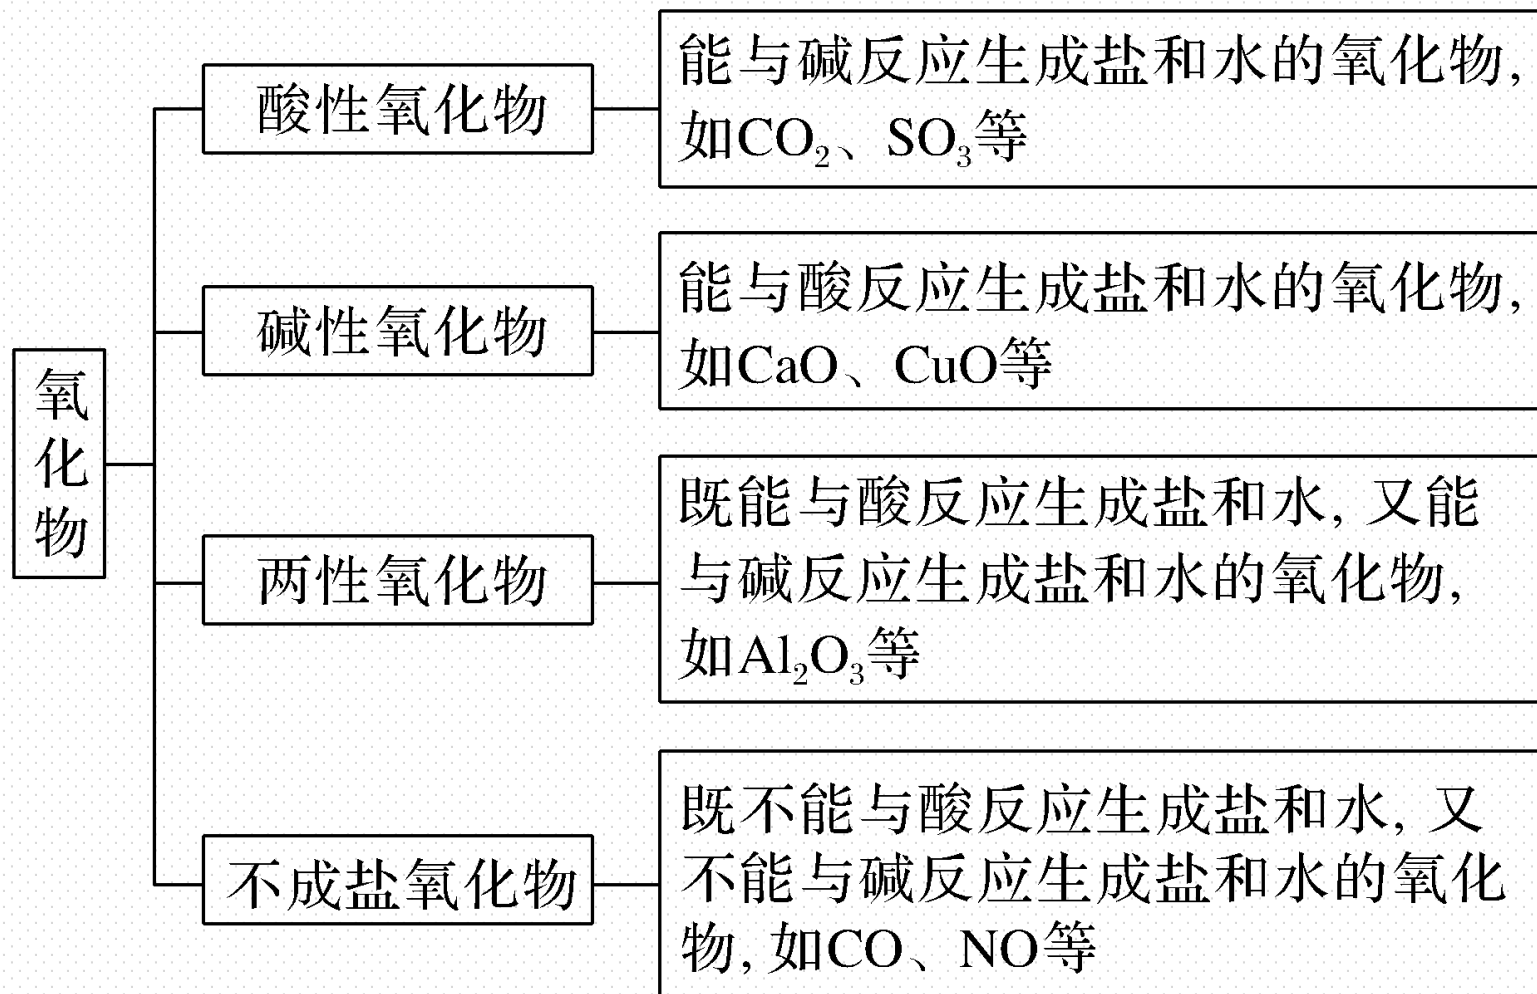 氧化物
酸性氧化物
能与碱反应生成盐和水的氧化物,
如CO₂、SO₃等
碱性氧化物
能与酸反应生成盐和水的氧化物,
如CaO、CuO等
两性氧化物
既能与酸反应生成盐和水, 又能
与碱反应生成盐和水的氧化物,
如Al₂O₃等
不成盐氧化物
既不能与酸反应生成盐和水, 又
不能与碱反应生成盐和水的氧化
物, 如CO、NO等